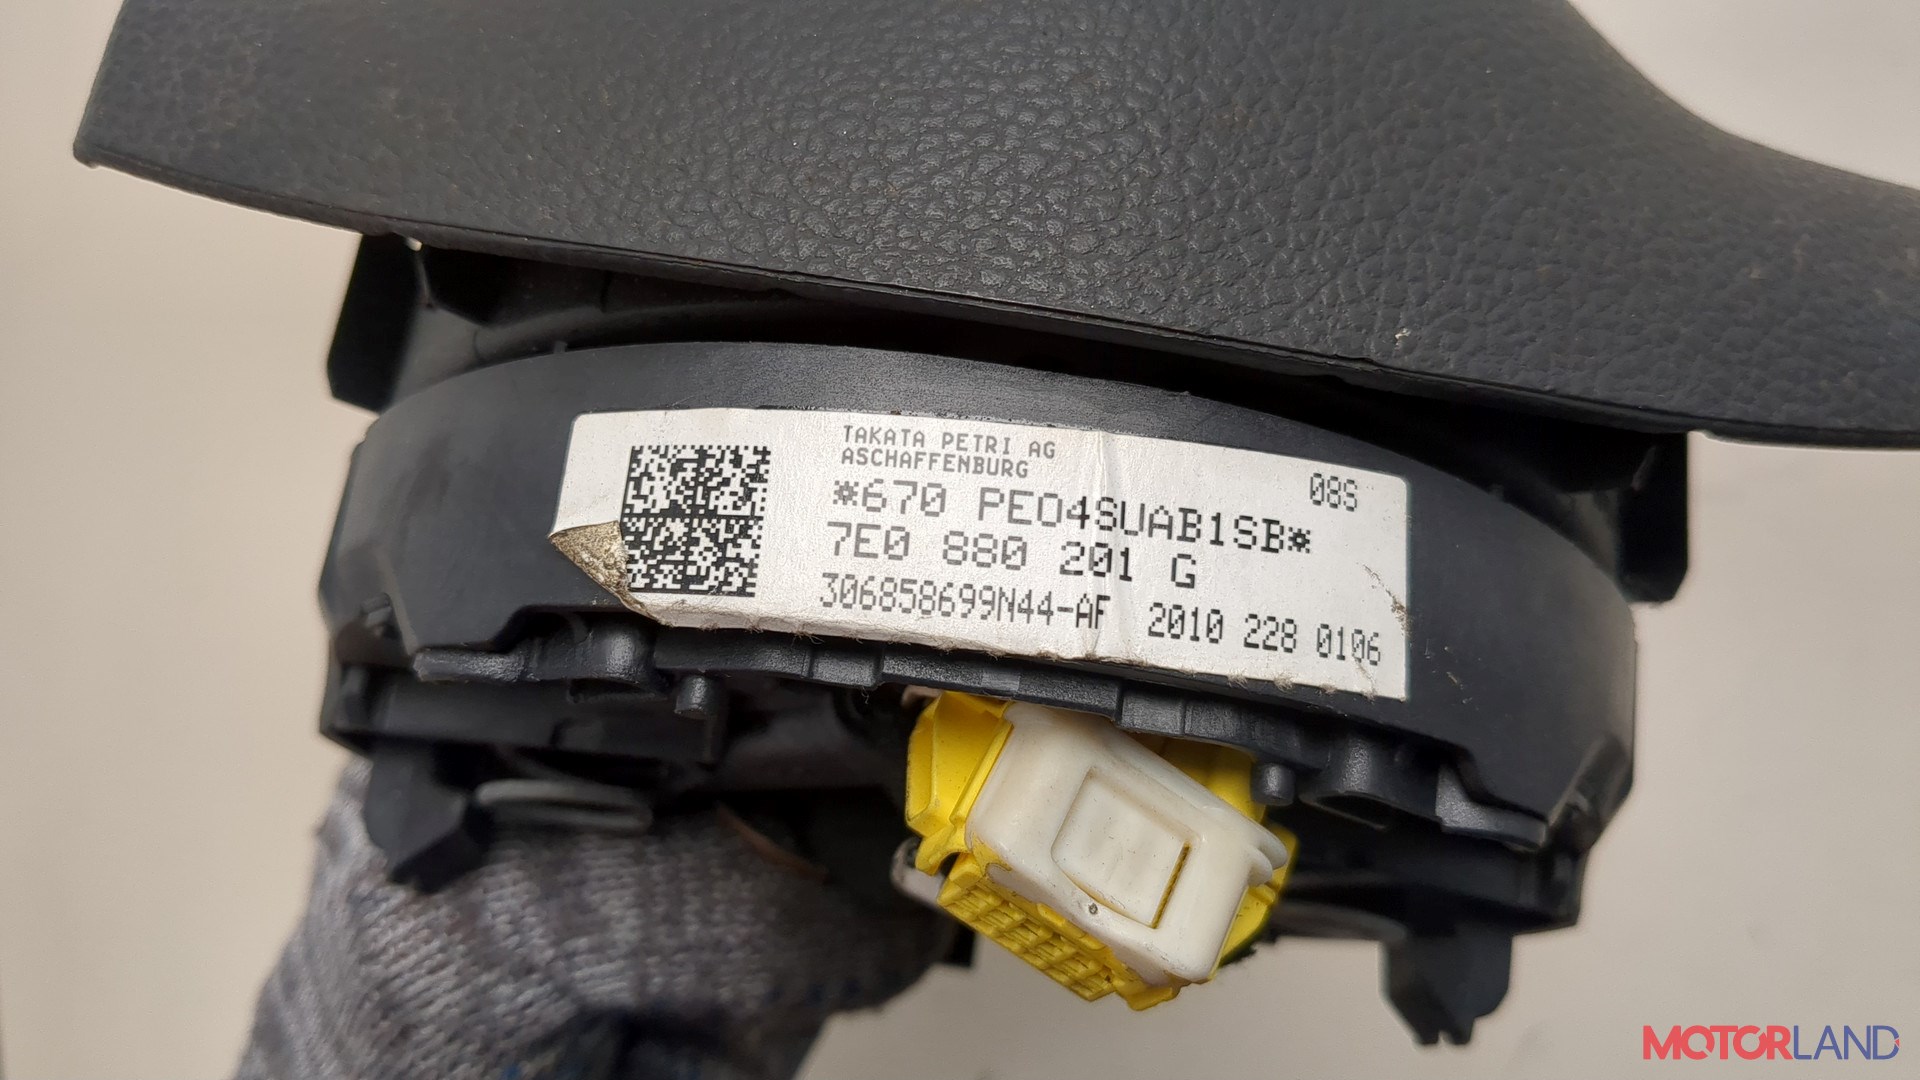 TAKATA PETRI AG
ASCHAFFENBURG
08S
*670 PE04SUAB1SB*
7E0 880 201 G
306858699N44-AF 2010 228 0106
MOTORLAND